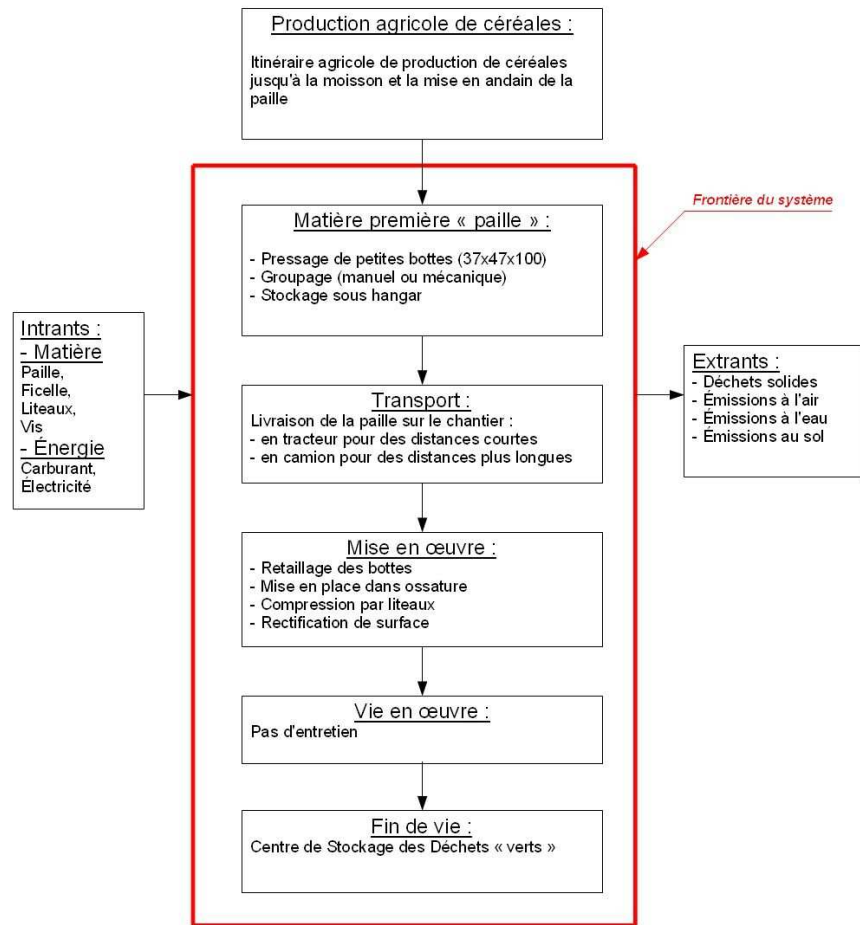 Production agricole de céréales :
Itinéraire agricole de production de céréales
jusqu'à la moisson et la mise en andain de la
paille
Frontière du système
Matière première « paille » :
- Pressage de petites bottes (37x47x100)
- Groupage (manuel ou mécanique)
- Stockage sous hangar
Intrants :
- Matière
Paille,
Ficelle,
Liteaux,
Vis
- Énergie
Carburant,
Électricité
Transport :
Livraison de la paille sur le chantier :
- en tracteur pour des distances courtes
- en camion pour des distances plus longues
Extrants :
- Déchets solides
- Émissions à l'air
- Émissions à l'eau
- Émissions au sol
Mise en œuvre :
- Retaillage des bottes
- Mise en place dans ossature
- Compression par liteaux
- Rectification de surface
Vie en œuvre :
Pas d'entretien
Fin de vie :
Centre de Stockage des Déchets « verts »